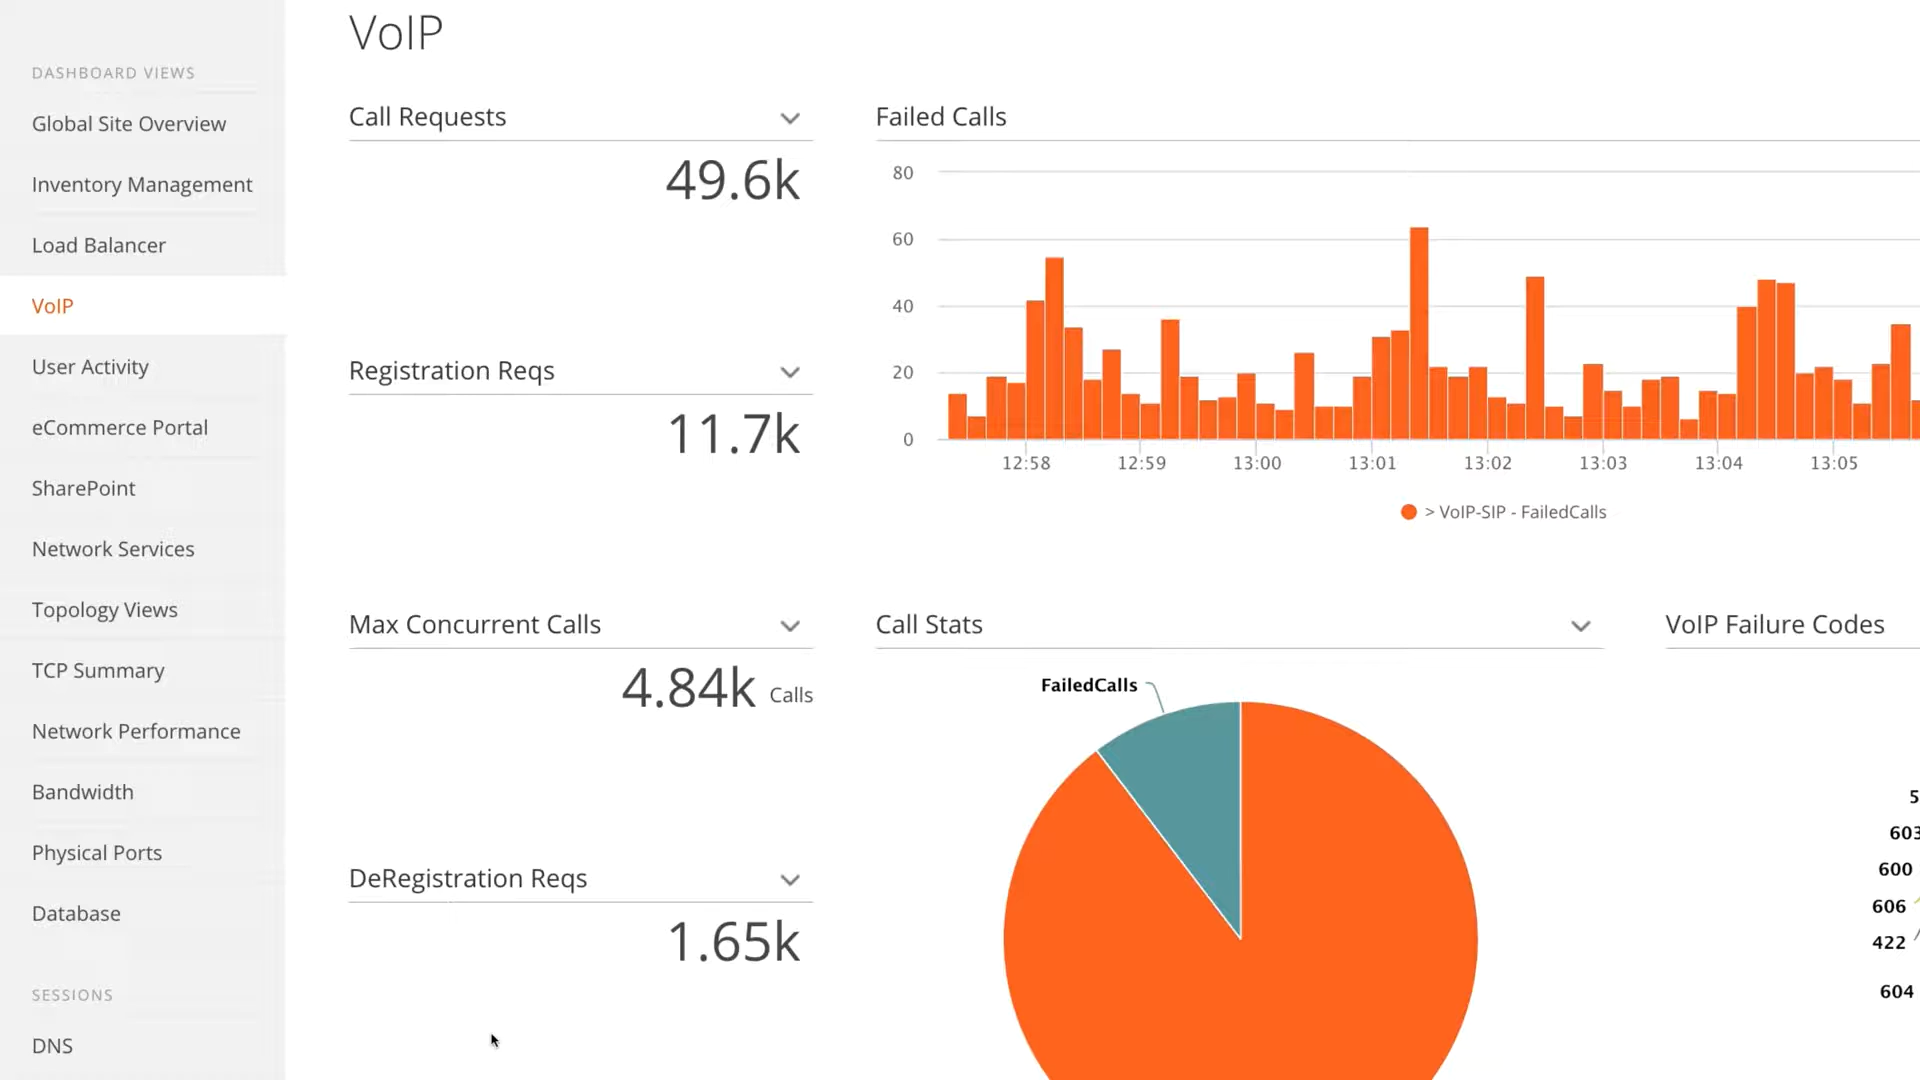 VoIP
DASHBOARD VIEWS
Global Site Overview
Inventory Management
Load Balancer
VoIP
User Activity
eCommerce Portal
SharePoint
Network Services
Topology Views
TCP Summary
Network Performance
Bandwidth
Physical Ports
Database
SESSIONS
DNS
Call Requests
49.6k
Registration Reqs
11.7k
Max Concurrent Calls
4.84k Calls
DeRegistration Reqs
1.65k
Failed Calls
80
60
40
20
0
12:58 12:59 13:00 13:01 13:02 13:03 13:04 13:05
> VoIP-SIP - FailedCalls
Call Stats
FailedCalls
VoIP Failure Codes
5
603
600
606
422
604